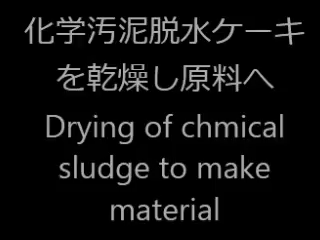 化学汚泥脱水ケーキ
を乾燥し原料へ
Drying of chmical
sludge to make
material